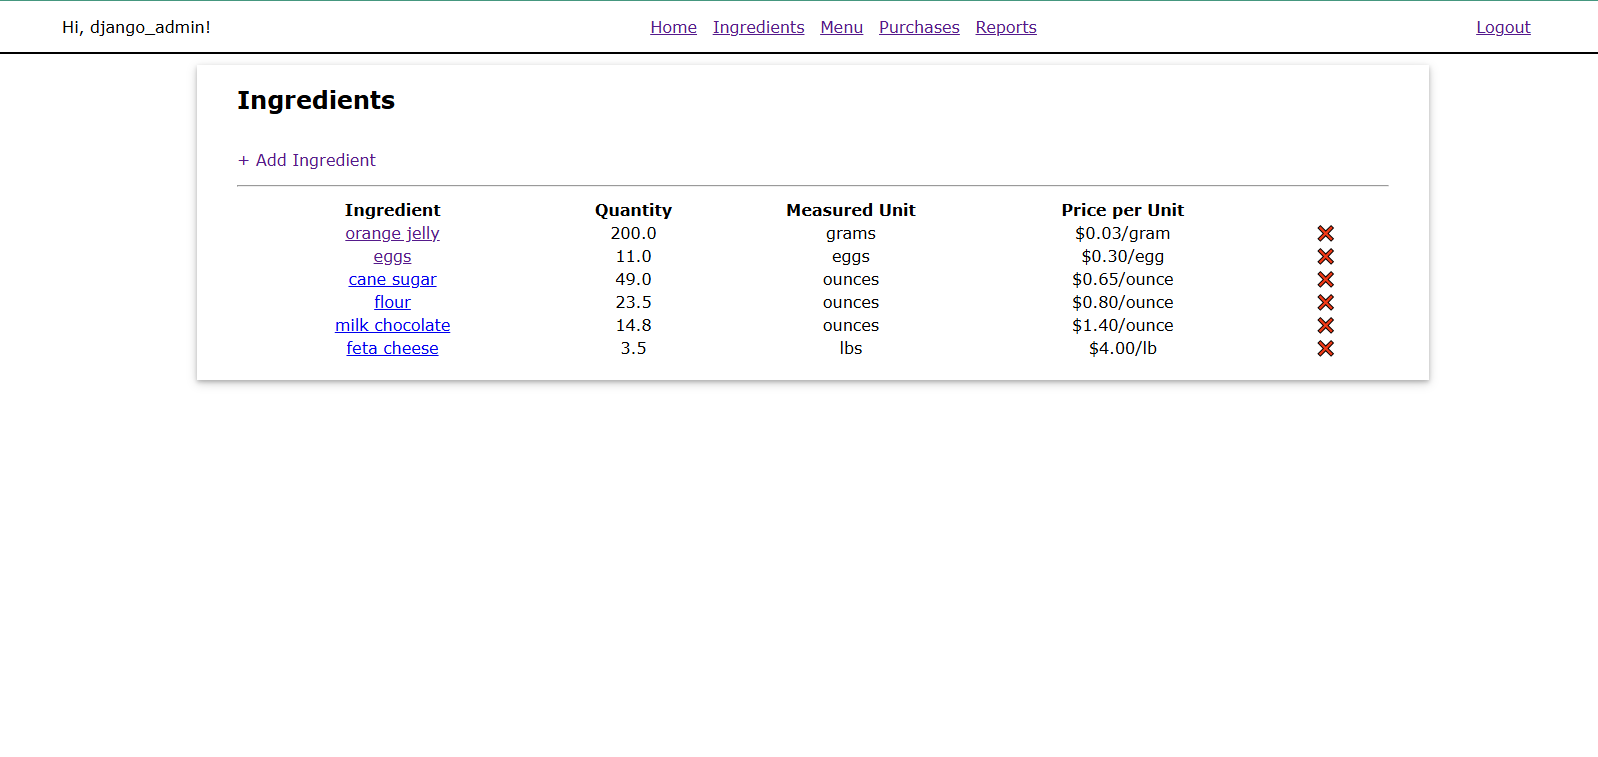 Hi, django_admin! Home Ingredients Menu Purchases Reports Logout
Ingredients
+ Add Ingredient
Ingredient Quantity Measured Unit Price per Unit
orange jelly 200.0 grams $0.03/gram
eggs 11.0 eggs $0.30/egg
cane sugar 49.0 ounces $0.65/ounce
flour 23.5 ounces $0.80/ounce
milk chocolate 14.8 ounces $1.40/ounce
feta cheese 3.5 lbs $4.00/lb